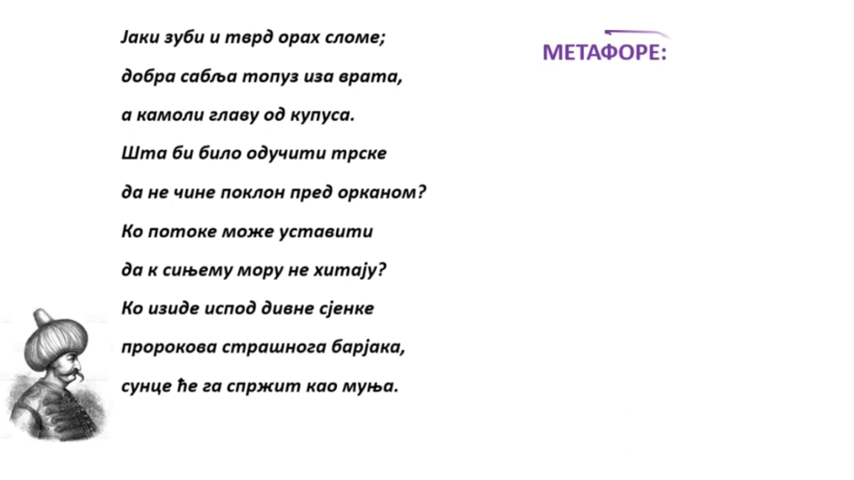 Јаки зуби и тврд орах сломе;
добра сабља топуз иза врата,
а камоли главу од купуса.
Шта би било одучити трске
да не чине поклон пред орканом?
Ко потоке може уставити
да к сињему мору не хитају?
Ко изиде испод дивне сјенке
пророкова страшнога барјака,
сунце ће га спржит као муња.
МЕТАФОРЕ: